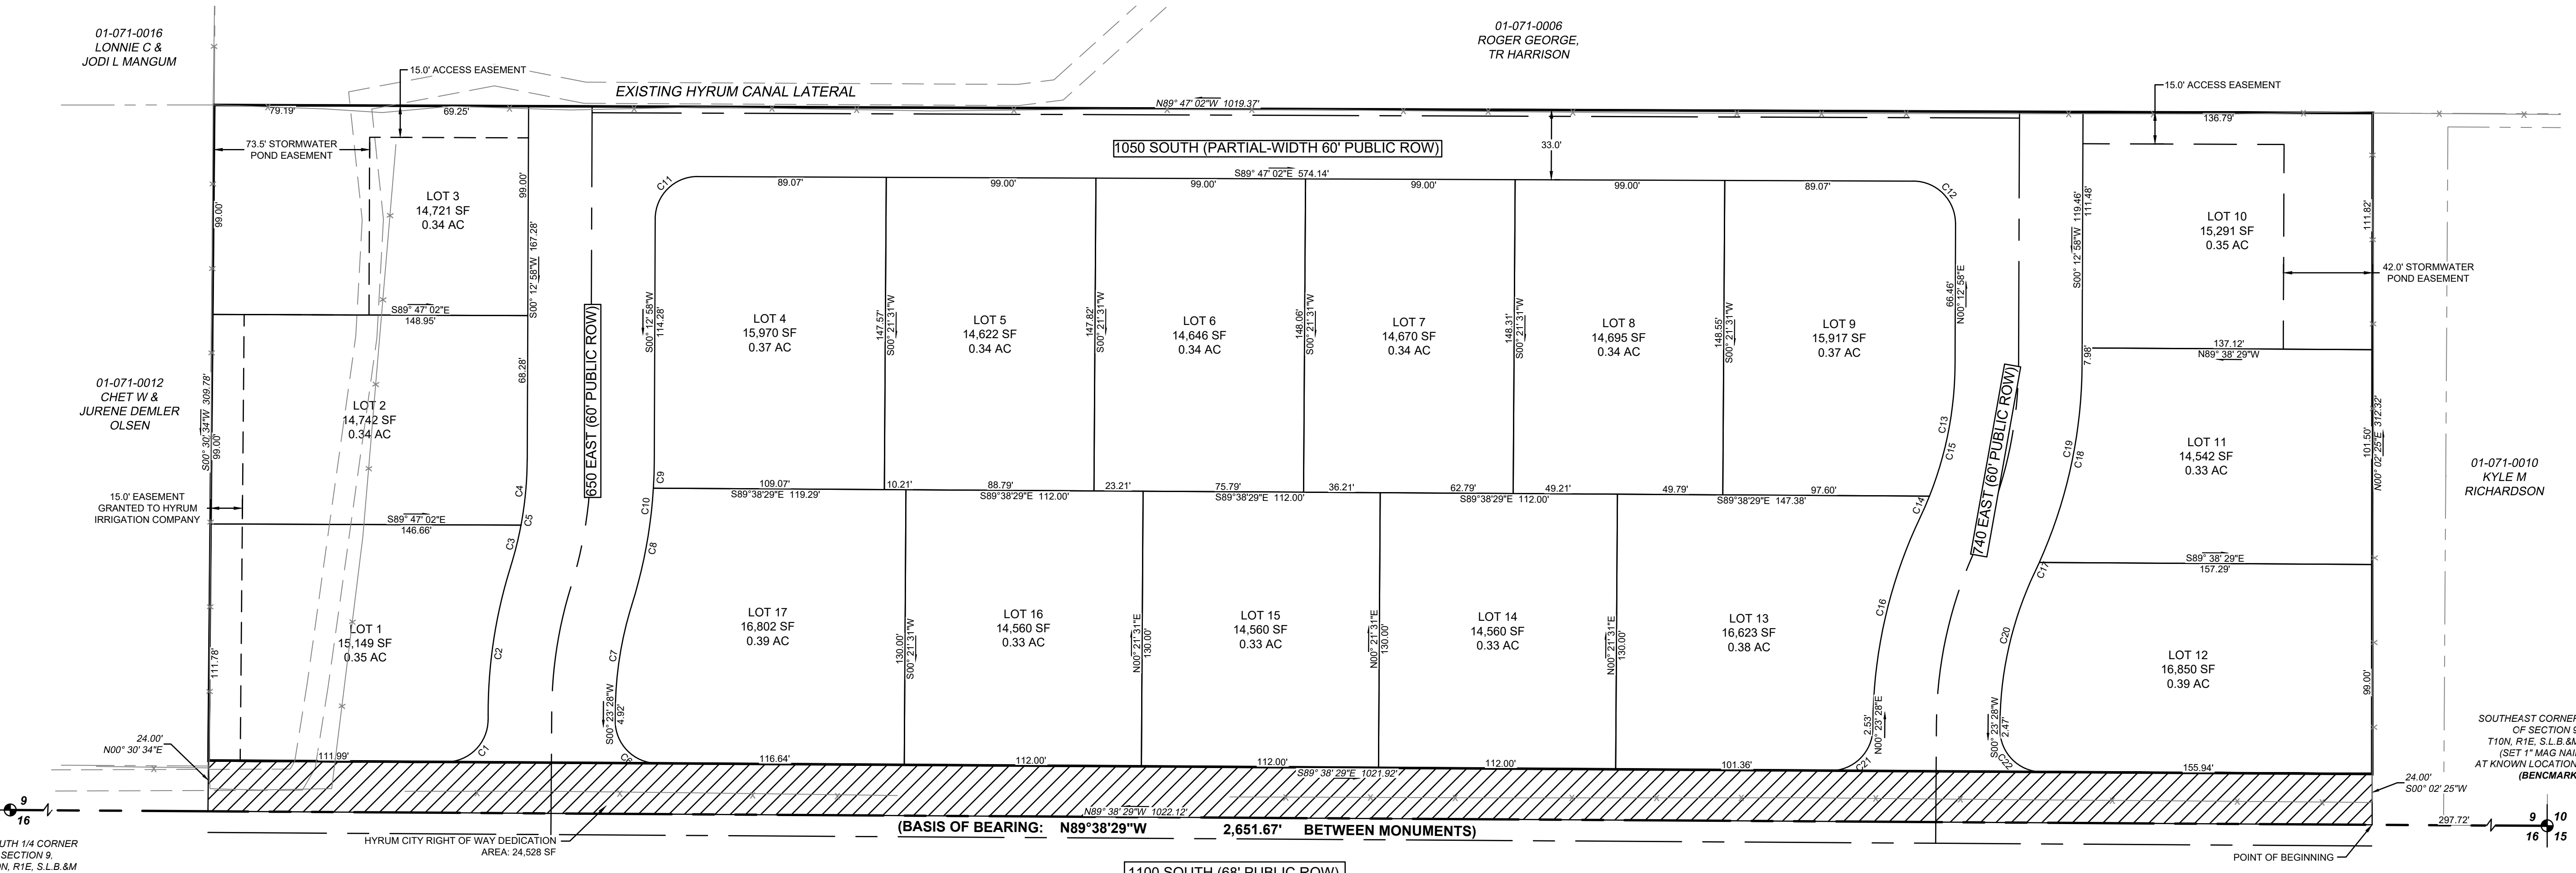 01-071-0016
LONNIE C &
JODI L MANGUM
01-071-0006
ROGER GEORGE,
TR HARRISON
15.0' ACCESS EASEMENT
EXISTING HYRUM CANAL LATERAL
N89° 47' 02"W 1019.37'
15.0' ACCESS EASEMENT
79.19'
69.25'
136.79'
73.5' STORMWATER
POND EASEMENT
1050 SOUTH (PARTIAL-WIDTH 60' PUBLIC ROW)
33.0'
S89° 47' 02"E 574.14'
C11
89.07'
99.00'
99.00'
99.00'
99.00'
89.07'
C12
LOT 3
14,721 SF
0.34 AC
99.00'
99.00'
S00° 12' 58"W 167.28'
S89° 47' 02"E
148.95'
LOT 10
15,291 SF
0.35 AC
S00° 12' 58"W 119.46'
111.48'
111.82'
42.0' STORMWATER
POND EASEMENT
137.12'
N89° 38' 29"W
7.98'
650 EAST (60' PUBLIC ROW)
S00° 12' 58"W
114.28'
LOT 4
15,970 SF
0.37 AC
147.57'
S00° 21' 31"W
LOT 5
14,622 SF
0.34 AC
147.82'
S00° 21' 31"W
LOT 6
14,646 SF
0.34 AC
148.06'
S00° 21' 31"W
LOT 7
14,670 SF
0.34 AC
148.31'
S00° 21' 31"W
LOT 8
14,695 SF
0.34 AC
148.55'
S00° 21' 31"W
LOT 9
15,917 SF
0.37 AC
66.46'
N00° 12' 58"E
01-071-0012
CHET W &
JURENE DEMLER
OLSEN
S00° 30' 34"W 309.78'
99.00'
LOT 2
14,742 SF
0.34 AC
68.28'
C4
C5
C3
15.0' EASEMENT
GRANTED TO HYRUM
IRRIGATION COMPANY
S89° 47' 02"E
146.66'
C9
C10
C8
109.07'
S89°38'29"E 119.29'
10.21'
88.79'
S89°38'29"E 112.00'
23.21'
75.79'
S89°38'29"E 112.00'
36.21'
62.79'
S89°38'29"E 112.00'
49.21'
49.79'
97.60'
S89°38'29"E 147.38'
C13
C15
C14
740 EAST (60' PUBLIC ROW)
C19
C18
C17
LOT 11
14,542 SF
0.33 AC
101.50'
N00° 02' 25"E 312.32'
01-071-0010
KYLE M
RICHARDSON
S89° 38' 29"E
157.29'
LOT 1
15,149 SF
0.35 AC
111.78'
C2
C1
111.99'
C7
S00° 23' 28"W
4.92'
C6
LOT 17
16,802 SF
0.39 AC
130.00'
S00° 21' 31"W
116.64'
LOT 16
14,560 SF
0.33 AC
N00° 21' 31"E
130.00'
112.00'
LOT 15
14,560 SF
0.33 AC
N00° 21' 31"E
130.00'
112.00'
LOT 14
14,560 SF
0.33 AC
N00° 21' 31"E
130.00'
112.00'
LOT 13
16,623 SF
0.38 AC
C16
2.53'
N00° 23' 28"E
101.36'
C21
C20
S00° 23' 28"W
2.47'
C22
LOT 12
16,850 SF
0.39 AC
99.00'
155.94'
24.00'
N00° 30' 34"E
S89° 38' 29"E 1021.92'
N89° 38' 29"W 1022.12'
24.00'
S00° 02' 25"W
SOUTHEAST CORNER
OF SECTION 9
T10N, R1E, S.L.B.&M
(SET 1" MAG NAI
AT KNOWN LOCATION
(BENCMARK
9
16
(BASIS OF BEARING: N89°38'29"W 2,651.67' BETWEEN MONUMENTS)
297.72'
9 10
16 15
UTH 1/4 CORNER
SECTION 9,
N, R1E, S.L.B.&M
HYRUM CITY RIGHT OF WAY DEDICATION
AREA: 24,528 SF
POINT OF BEGINNING
1100 SOUTH (68' PUBLIC ROW)